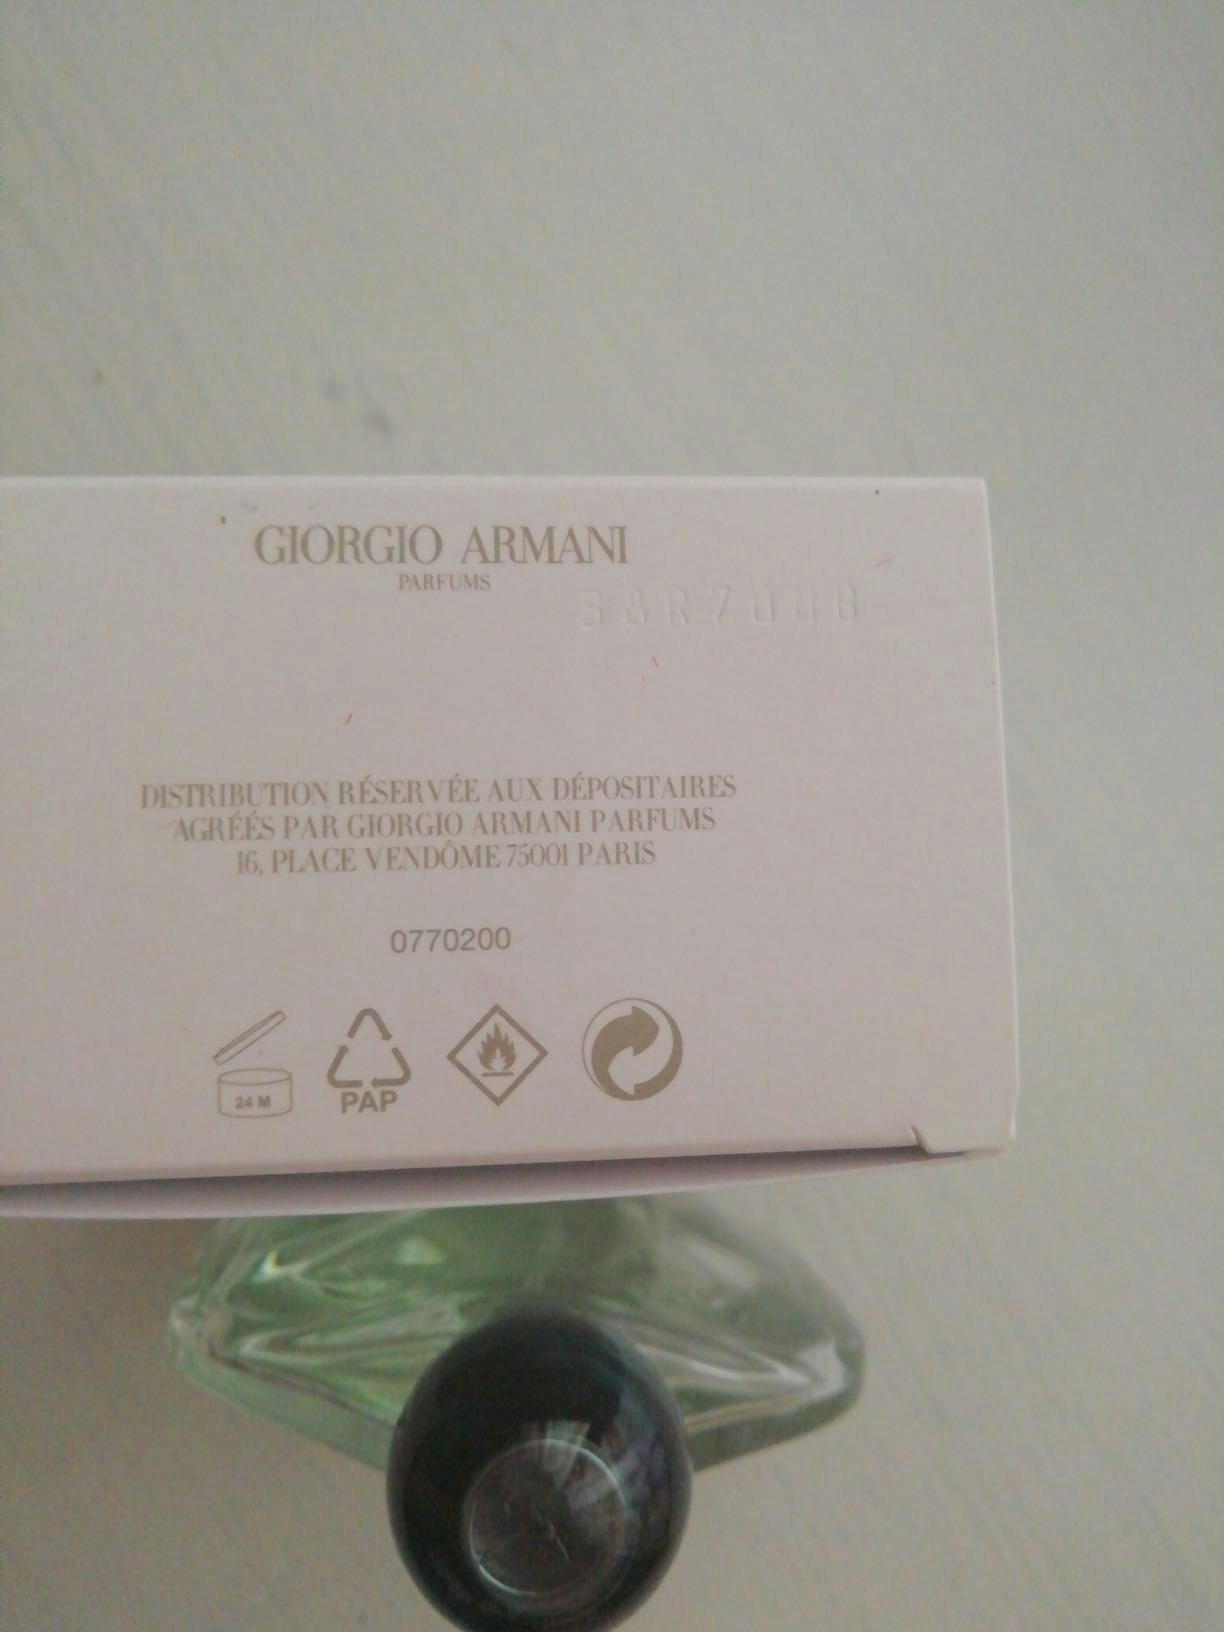 GIORGIO ARMANI
PARFUMS
DISTRIBUTION RÉSERVÉE AUX DÉPOSITAIRES
AGRÉÉS PAR GIORGIO ARMANI PARFUMS
16, PLACE VENDÔME 75001 PARIS
0770200
24 M
PAP